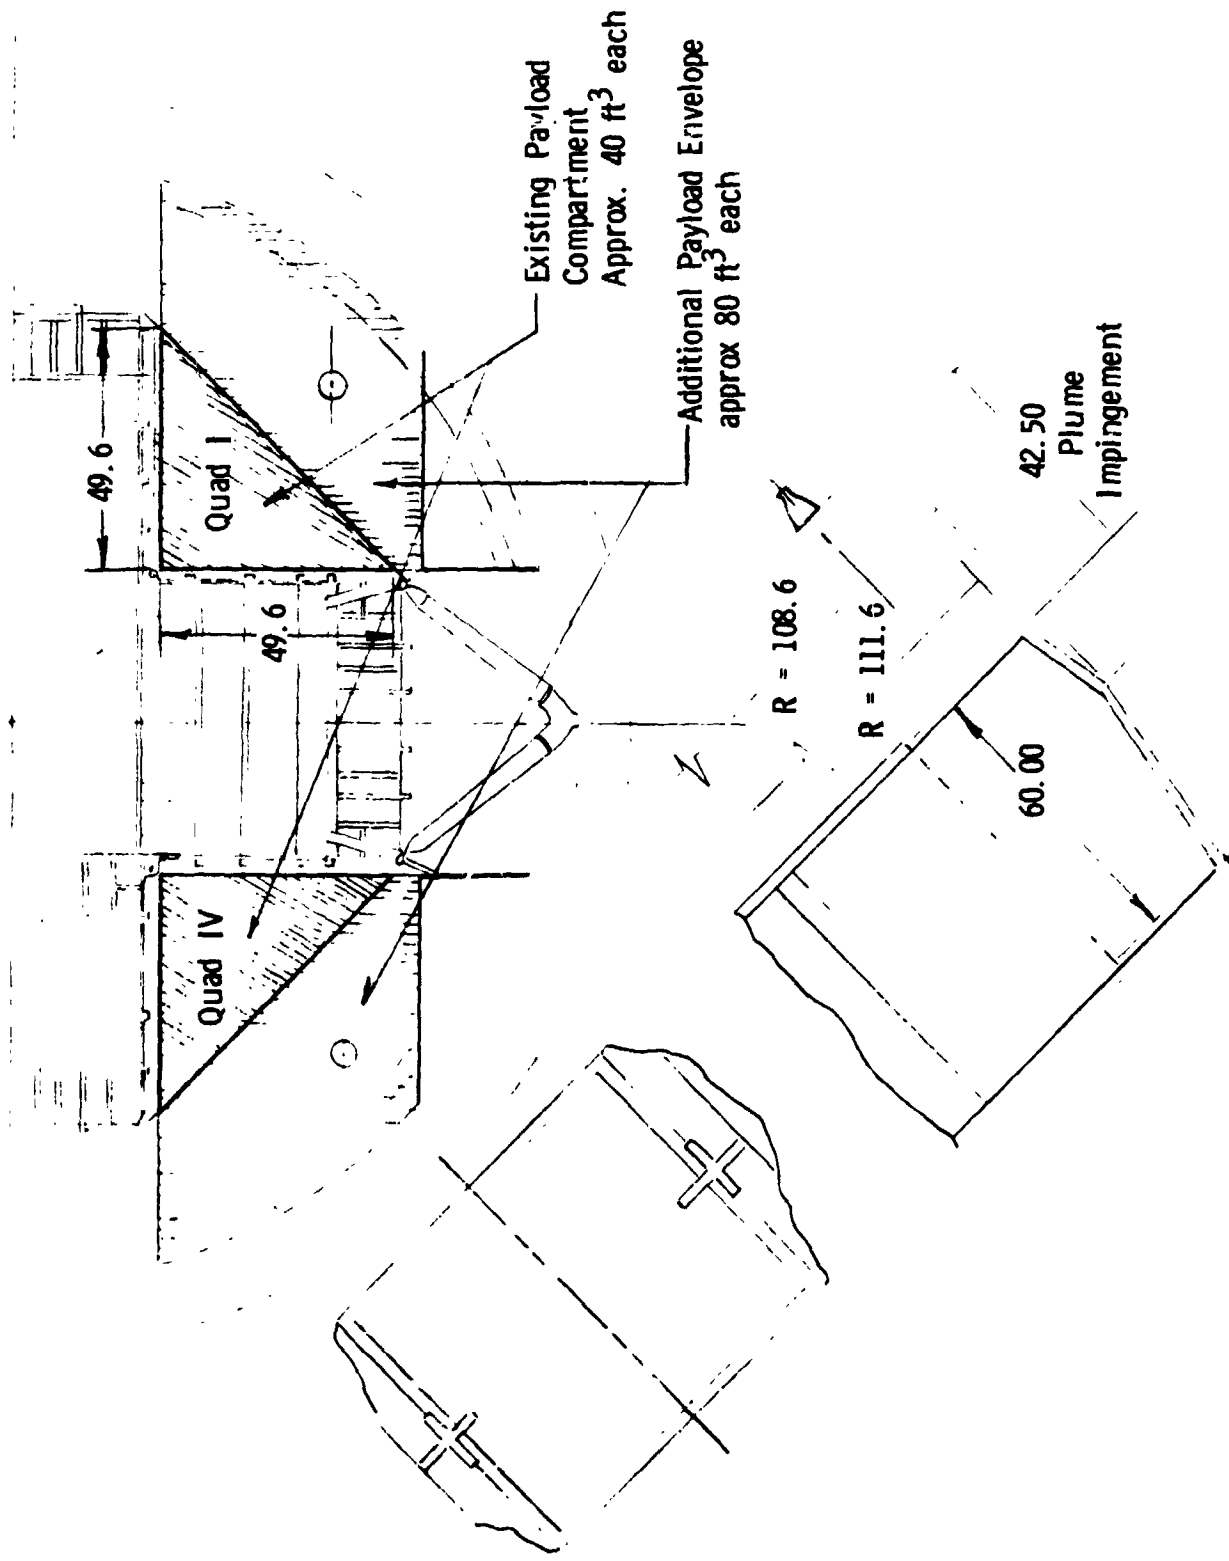 49.6
Quad I
49.6
Quad IV
Existing Payload
Compartment
Approx. 40 ft³ each
Additional Payload Envelope
approx 80 ft³ each
R = 108.6
R = 111.6
42.50
Plume
Impingement
60.00